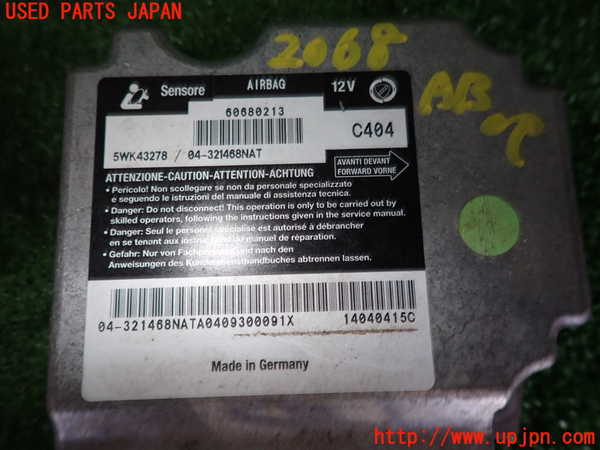 USED PARTS JAPAN
2068
AB
Sensore AIRBAG 12V
60680213
C404
5WK43278 / 04-321468NAT
AVANTI DEVANT
FORWARD VORNE
ATTENZIONE-CAUTION-ATTENTION-ACHTUNG
• Pericolo! Non scollegare se non da personale specializzato
e seguendo le istruzioni del manuale di assistenza tecnica.
• Danger: Do not disconnect! This operation is only to be carried out by
skilled operators, following the instructions given in the service manual.
• Danger: Seul le personnel spécialisé est autorisé à débrancher
en se tenant aux instructions du manuel de réparation.
• Gefahr: Nur von Fachpersonal und nach den
Anweisungen des Kundendiensthandbuches abtrennen lassen.
04-321468NATA0409300091X 14040415C
Made in Germany
http://www.upjpn.com/